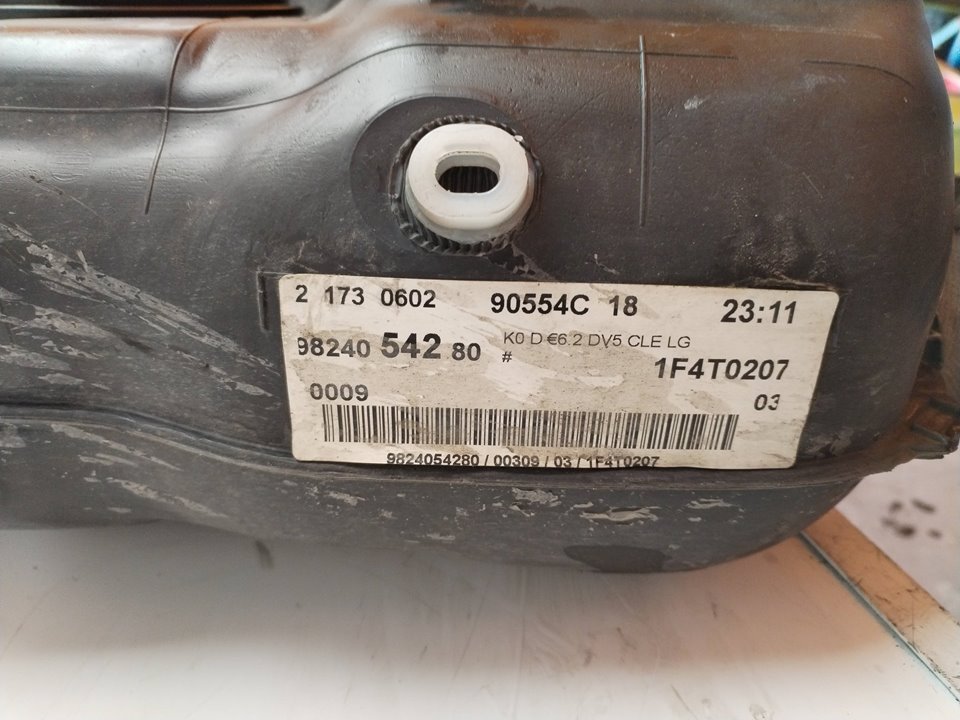 2 173 0602 90554C 18 23:11
98240 542 80 K0 D €6.2 DV5 CLE LG
# 1F4T0207
0009 03
9824054280 / 00309 / 03 / 1F4T0207